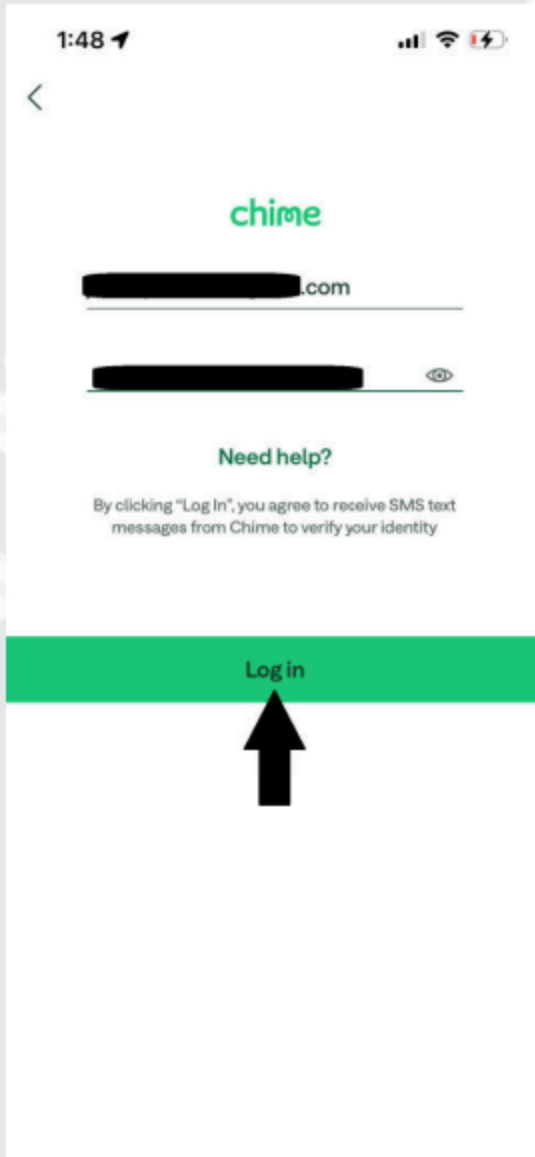 1:48
chime
.com
Need help?
By clicking "Log In", you agree to receive SMS text
messages from Chime to verify your identity
Log in